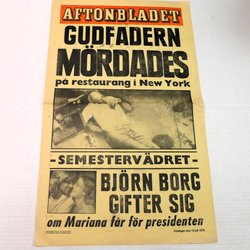 AFTONBLADET
GUDFADERN
MÖRDADES
på restaurang i New York
-SEMESTERVÄDRET-
BJÖRN BORG
GIFTER SIG
om Mariana får för presidenten